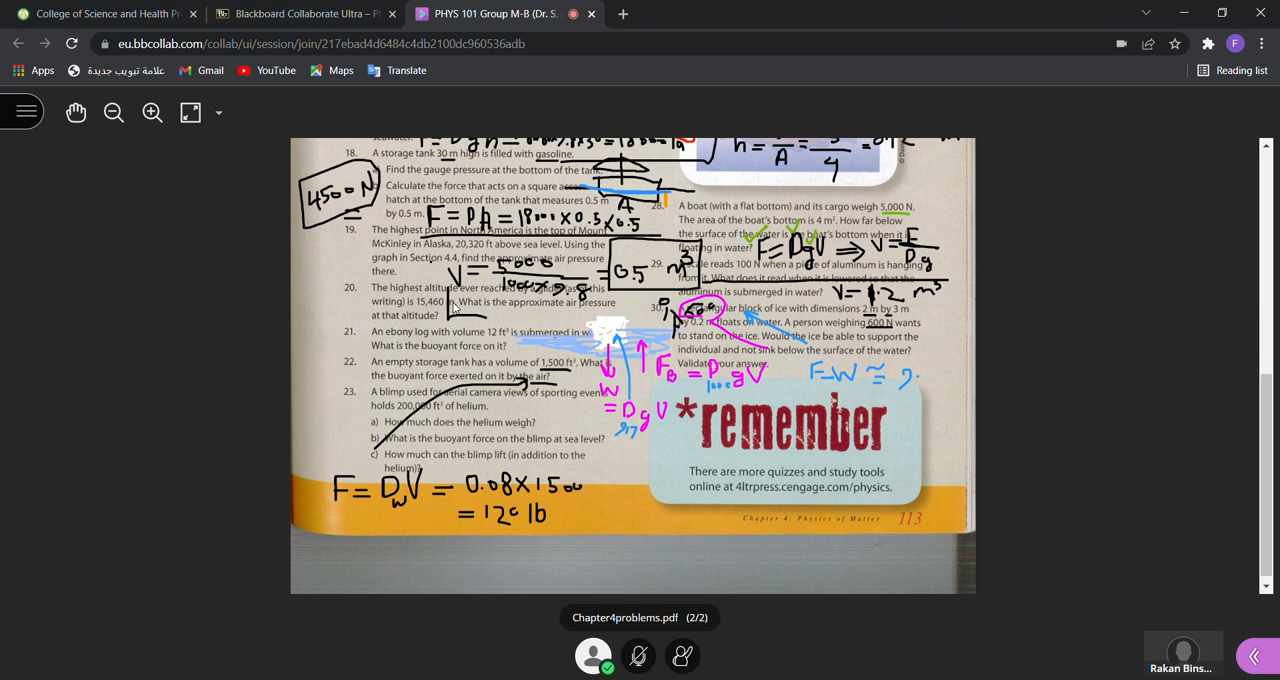 College of Science and Health Pr
Blackboard Collaborate Ultra – Pl
PHYS 101 Group M-B (Dr. S.
eu.bbcollab.com/collab/ui/session/join/217ebad4d6484c4db2100dc960536adb
F
Apps
علامة تبويب جديدة
Gmail
YouTube
Maps
Translate
Reading list
18. A storage tank 30 m high is filled with gasoline.
Find the gauge pressure at the bottom of the tank.
Calculate the force that acts on a square
hatch at the bottom of the tank that measures 0.5 m
by 0.5 m.
4500 N
A
F = PA = 18000 × 0.5 × 0.5
19. The highest point in North America is the top of Mount
McKinley in Alaska, 20,320 ft above sea level. Using the
graph in Section 4.4, find the approximate air pressure
there.
V = 5000
1000 × 9.8
= 0.5 m³
20. The highest altitude ever reached by a glider (as of this
writing) is 15,460 m. What is the approximate air pressure
at that altitude?
21. An ebony log with volume 12 ft³ is submerged in
What is the buoyant force on it?
22. An empty storage tank has a volume of 1,500 ft³. What is
the buoyant force exerted on it by the air?
23. A blimp used for aerial camera views of sporting events
holds 200,000 ft³ of helium.
a) How much does the helium weigh?
b) What is the buoyant force on the blimp at sea level?
c) How much can the blimp lift (in addition to the
helium)?
F = DwV = 0.08 × 1500
= 120 lb
h = = 3
A 4
28. A boat (with a flat bottom) and its cargo weigh 5,000 N.
The area of the boat's bottom is 4 m². How far below
the surface of the water is the boat's bottom when it is
floating in water?
F = DgV ⇒ V = F
Dg
29. scale reads 100 N when a piece of aluminum is hanging
from it. What does it read when it is lowered so that the
aluminum is submerged in water?
V = 1.2 m³
30. rectangular block of ice with dimensions 2 m by 3 m
by 0.2 m floats on water. A person weighing 600 N wants
to stand on the ice. Would the ice be able to support the
individual and not sink below the surface of the water?
Validate your answer.
FB = D gV
1000
W
= DgV
917
F-W ≅
*remember
There are more quizzes and study tools
online at 4ltrpress.cengage.com/physics.
Chapter 4: Physics of Matter 113
Chapter4problems.pdf (2/2)
Rakan Bins...